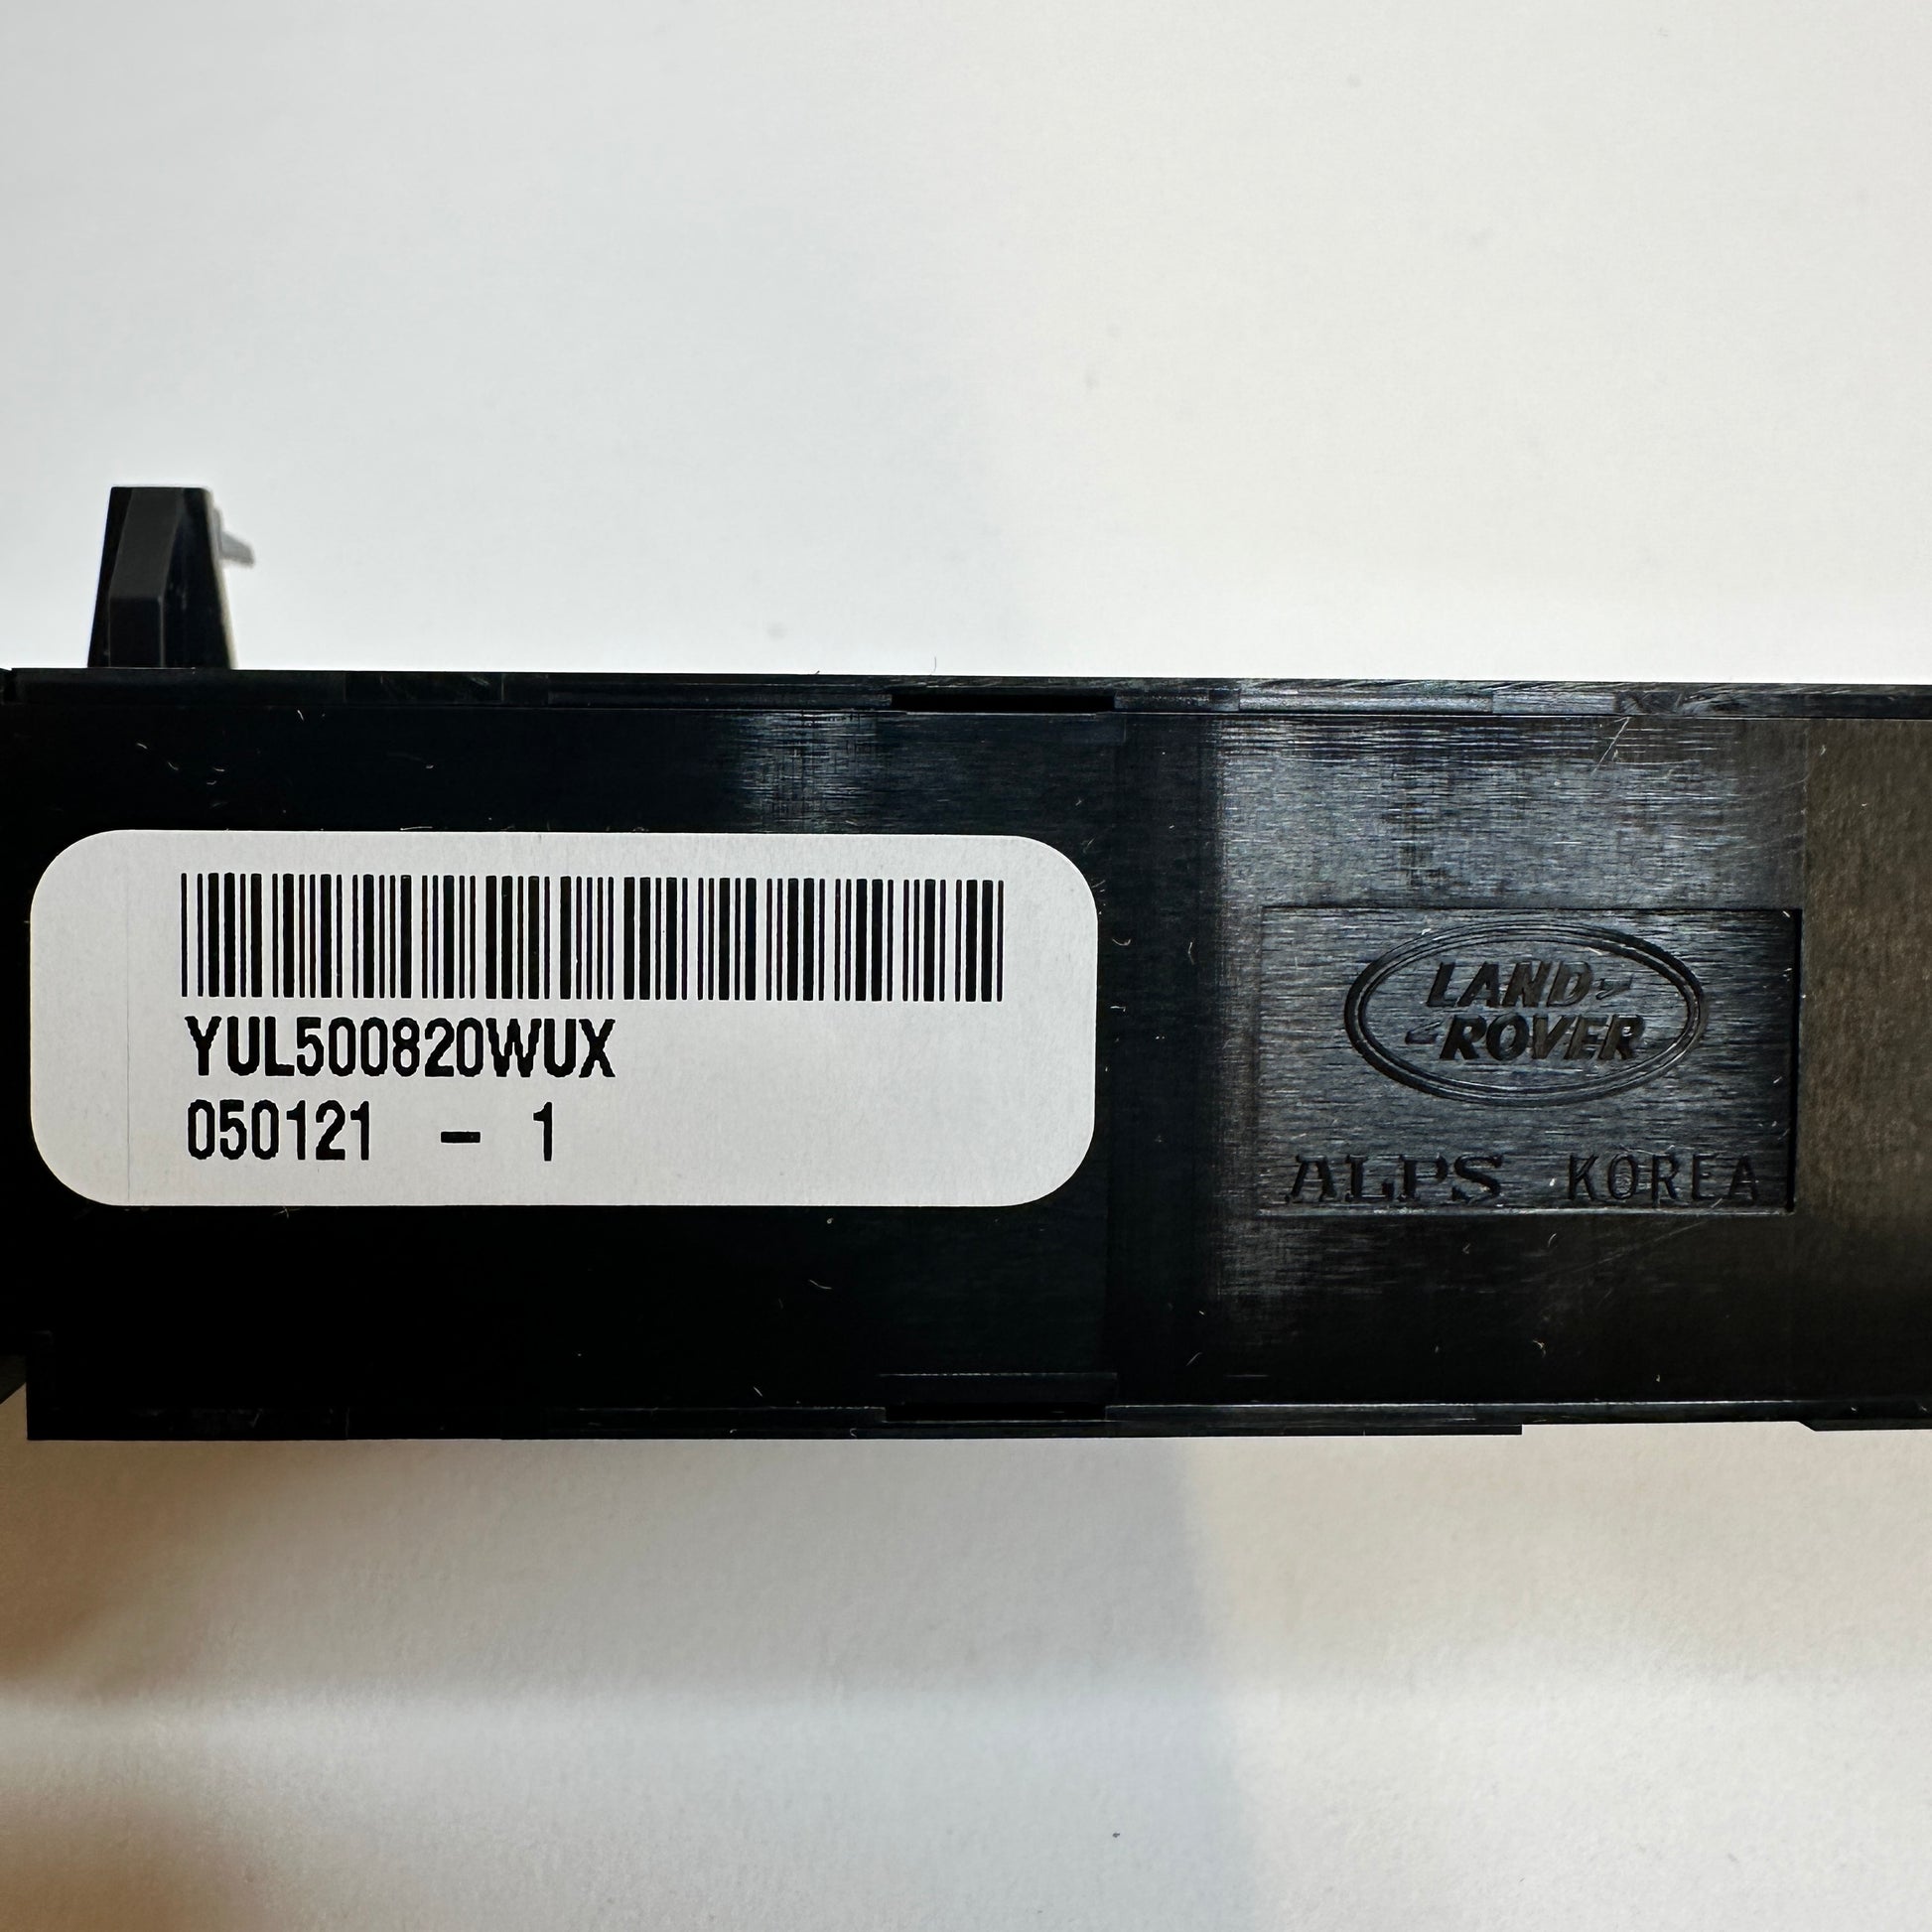 YUL500820WUX
050121 - 1
LAND-
-ROVER
ALPS KOREA